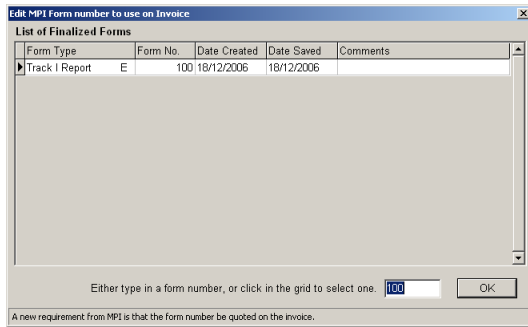 Edit MPI Form number to use on Invoice
List of Finalized Forms
Form Type Form No. Date Created Date Saved Comments
Track I Report E 100 18/12/2006 18/12/2006
Either type in a form number, or click in the grid to select one. 100 OK
A new requirement from MPI is that the form number be quoted on the invoice.